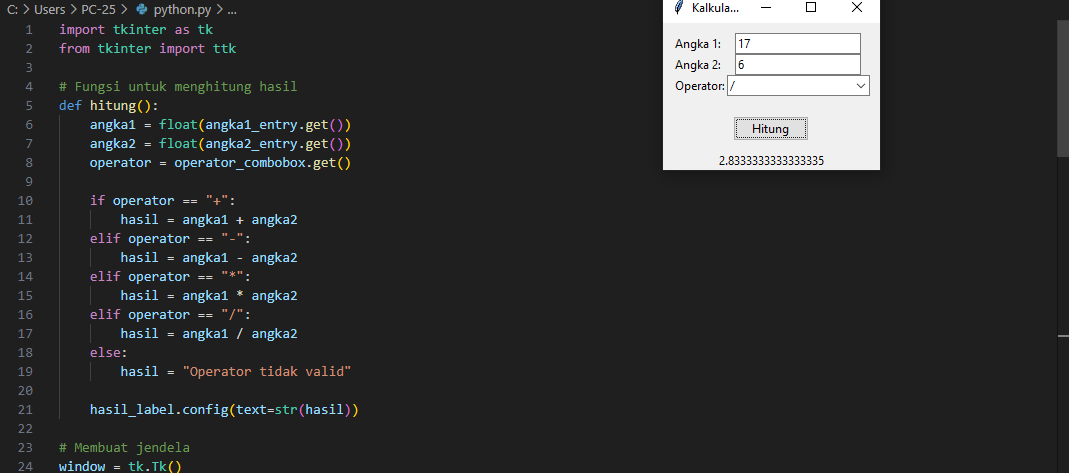 C: > Users > PC-25 > python.py > ...
1 import tkinter as tk
2 from tkinter import ttk
3
4 # Fungsi untuk menghitung hasil
5 def hitung():
6     angka1 = float(angka1_entry.get())
7     angka2 = float(angka2_entry.get())
8     operator = operator_combobox.get()
9
10     if operator == "+":
11         hasil = angka1 + angka2
12     elif operator == "-":
13         hasil = angka1 - angka2
14     elif operator == "*":
15         hasil = angka1 * angka2
16     elif operator == "/":
17         hasil = angka1 / angka2
18     else:
19         hasil = "Operator tidak valid"
20
21     hasil_label.config(text=str(hasil))
22
23 # Membuat jendela
24 window = tk.Tk()
Kalkula...
Angka 1: 17
Angka 2: 6
Operator: /
Hitung
2.8333333333333335